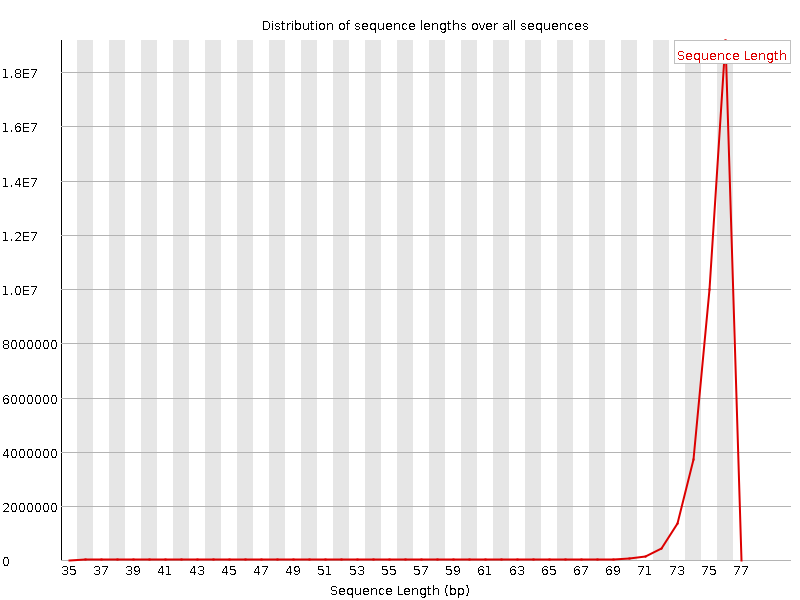 Distribution of sequence lengths over all sequences
Sequence Length
1.8E7
1.6E7
1.4E7
1.2E7
1.0E7
8000000
6000000
4000000
2000000
0
35 37 39 41 43 45 47 49 51 53 55 57 59 61 63 65 67 69 71 73 75 77
Sequence Length (bp)